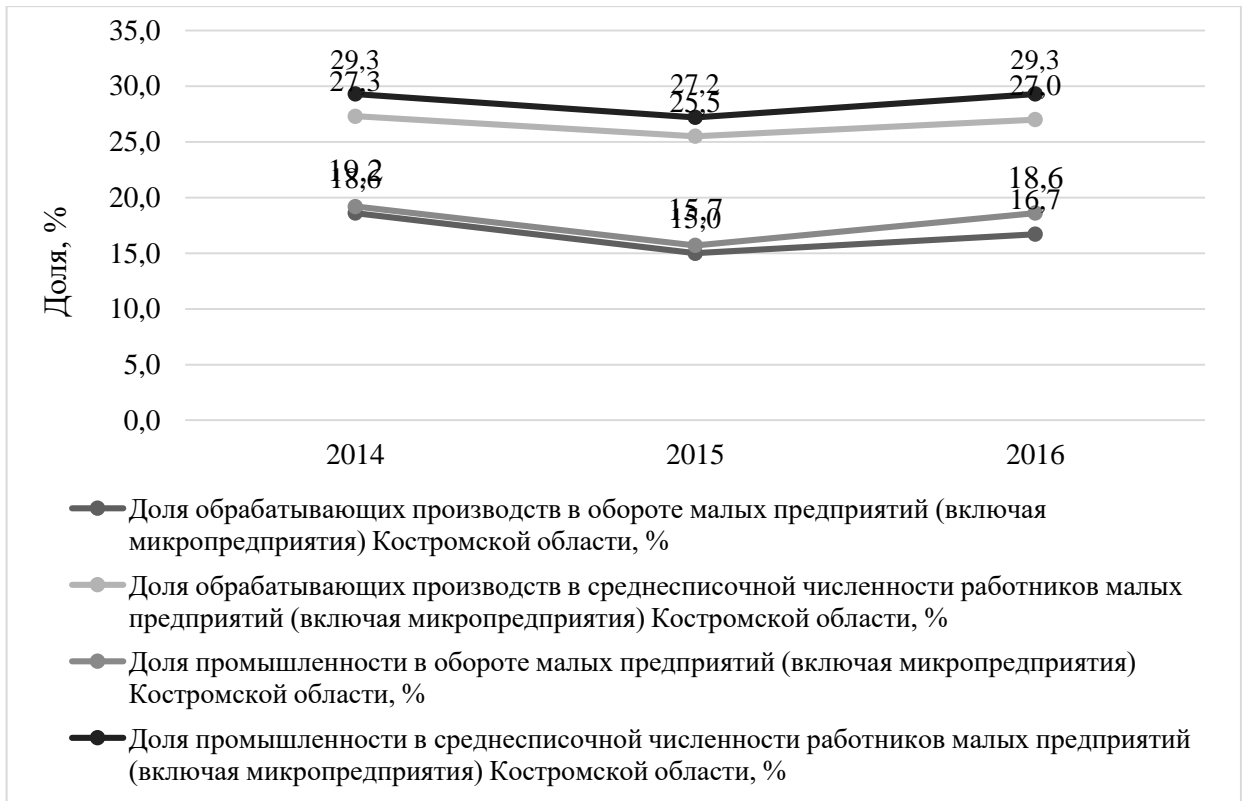 35,0
30,0
25,0
20,0
15,0
10,0
5,0
0,0
Доля, %
29,3
27,3
27,2
25,5
29,3
27,0
19,2
18,6
15,7
15,0
18,6
16,7
2014
2015
2016
Доля обрабатывающих производств в обороте малых предприятий (включая
микропредприятия) Костромской области, %
Доля обрабатывающих производств в среднесписочной численности работников малых
предприятий (включая микропредприятия) Костромской области, %
Доля промышленности в обороте малых предприятий (включая микропредприятия)
Костромской области, %
Доля промышленности в среднесписочной численности работников малых предприятий
(включая микропредприятия) Костромской области, %